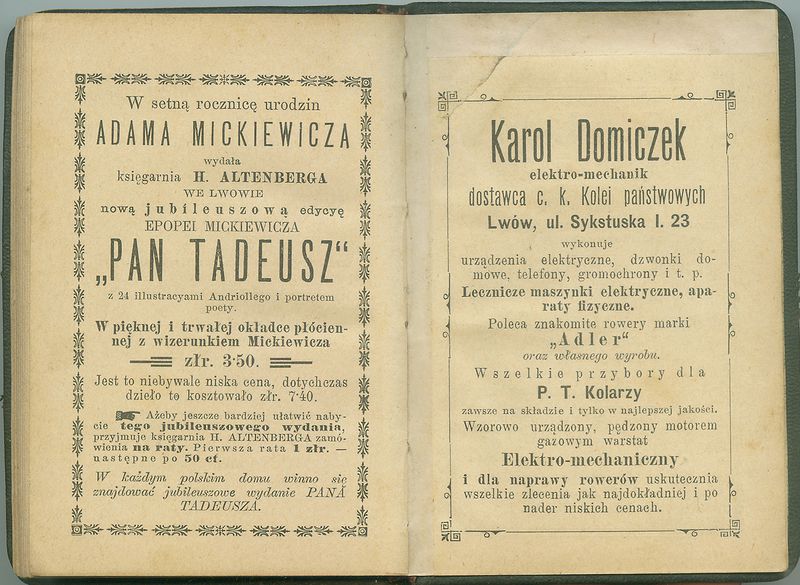 W setną rocznicę urodzin
ADAMA MICKIEWICZA
wydała
księgarnia H. ALTENBERGA
WE LWOWIE
nową jubileuszową edycyę
EPOPEI MICKIEWICZA
„PAN TADEUSZ“
z 24 illustracyami Andriollego i portretem
poety.
W pięknej i trwałej okładce płócien-
nej z wizerunkiem Mickiewicza
złr. 3·50.
Jest to niebywale niska cena, dotychczas
dzieło to kosztowało złr. 7·40.
Ażeby jeszcze bardziej ułatwić naby-
cie tego jubileuszowego wydania,
przyjmuje księgarnia H. ALTENBERGA zamó-
wienia na raty. Pierwsza rata 1 złr. —
następne po 50 ct.
W każdym polskim domu winno się
znajdować jubileuszowe wydanie PANA
TADEUSZA.
Karol Domiczek
elektro-mechanik
dostawca c. k. Kolei państwowych
Lwów, ul. Sykstuska l. 23
wykonuje
urządzenia elektryczne, dzwonki do-
mowe, telefony, gromochrony i t. p.
Lecznicze maszynki elektryczne, apa-
raty fizyczne.
Poleca znakomite rowery marki
„Adler“
oraz własnego wyrobu.
Wszelkie przybory dla
P. T. Kolarzy
zawsze na składzie i tylko w najlepszej jakości.
Wzorowo urządzony, pędzony motorem
gazowym warstat
Elektro-mechaniczny
i dla naprawy rowerów uskutecznia
wszelkie zlecenia jak najdokładniej i po
nader niskich cenach.